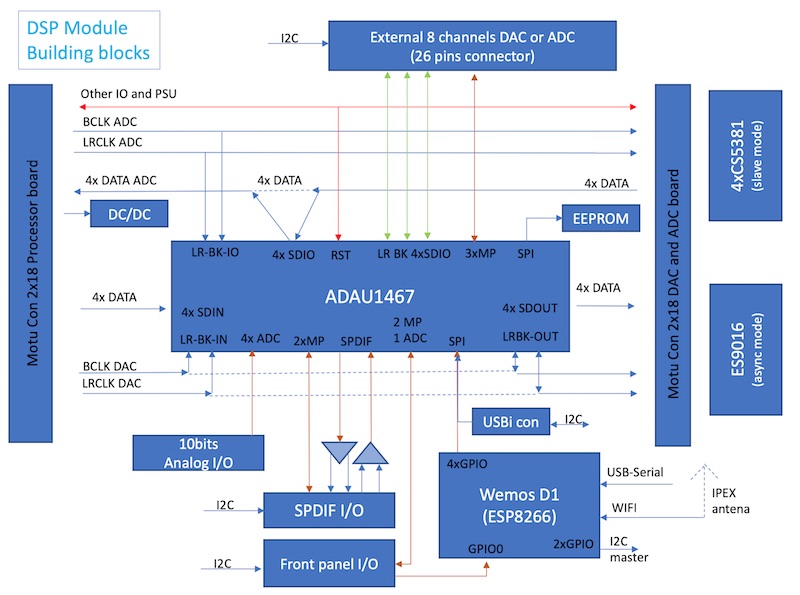 DSP Module
Building blocks
I2C
External 8 channels DAC or ADC
(26 pins connector)
Motu Con 2x18 Processor board
Other IO and PSU
BCLK ADC
LRCLK ADC
4x DATA ADC
4x DATA
4x DATA
DC/DC
EEPROM
LR-BK-IO
4x SDIO
RST
LR BK 4xSDIO
3xMP
SPI
ADAU1467
4x DATA
4x SDIN
4x SDOUT
4x DATA
LR-BK-IN
4x ADC
2xMP
SPDIF
2 MP
1 ADC
SPI
LRBK-OUT
BCLK DAC
LRCLK DAC
Motu Con 2x18 DAC and ADC board
4xCS5381
(slave mode)
ES9016
(async mode)
10bits
Analog I/O
USBi con
I2C
4xGPIO
Wemos D1
(ESP8266)
GPIO0
2xGPIO
USB-Serial
WIFI
IPEX
antena
I2C
master
I2C
SPDIF I/O
I2C
Front panel I/O